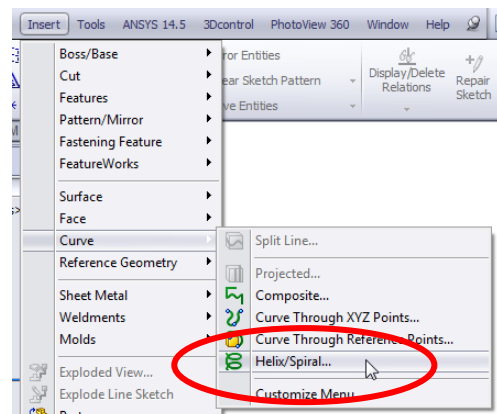 Insert Tools ANSYS 14.5 3Dcontrol PhotoView 360 Window Help
Boss/Base
Cut
Features
Pattern/Mirror
Fastening Feature
FeatureWorks
Surface
Face
Curve
Reference Geometry
Sheet Metal
Weldments
Molds
Exploded View...
Explode Line Sketch
Entities
Sketch Pattern
Entities
Display/Delete
Relations
Repair
Sketch
Split Line...
Projected...
Composite...
Curve Through XYZ Points...
Curve Through Reference Points...
Helix/Spiral...
Customize Menu